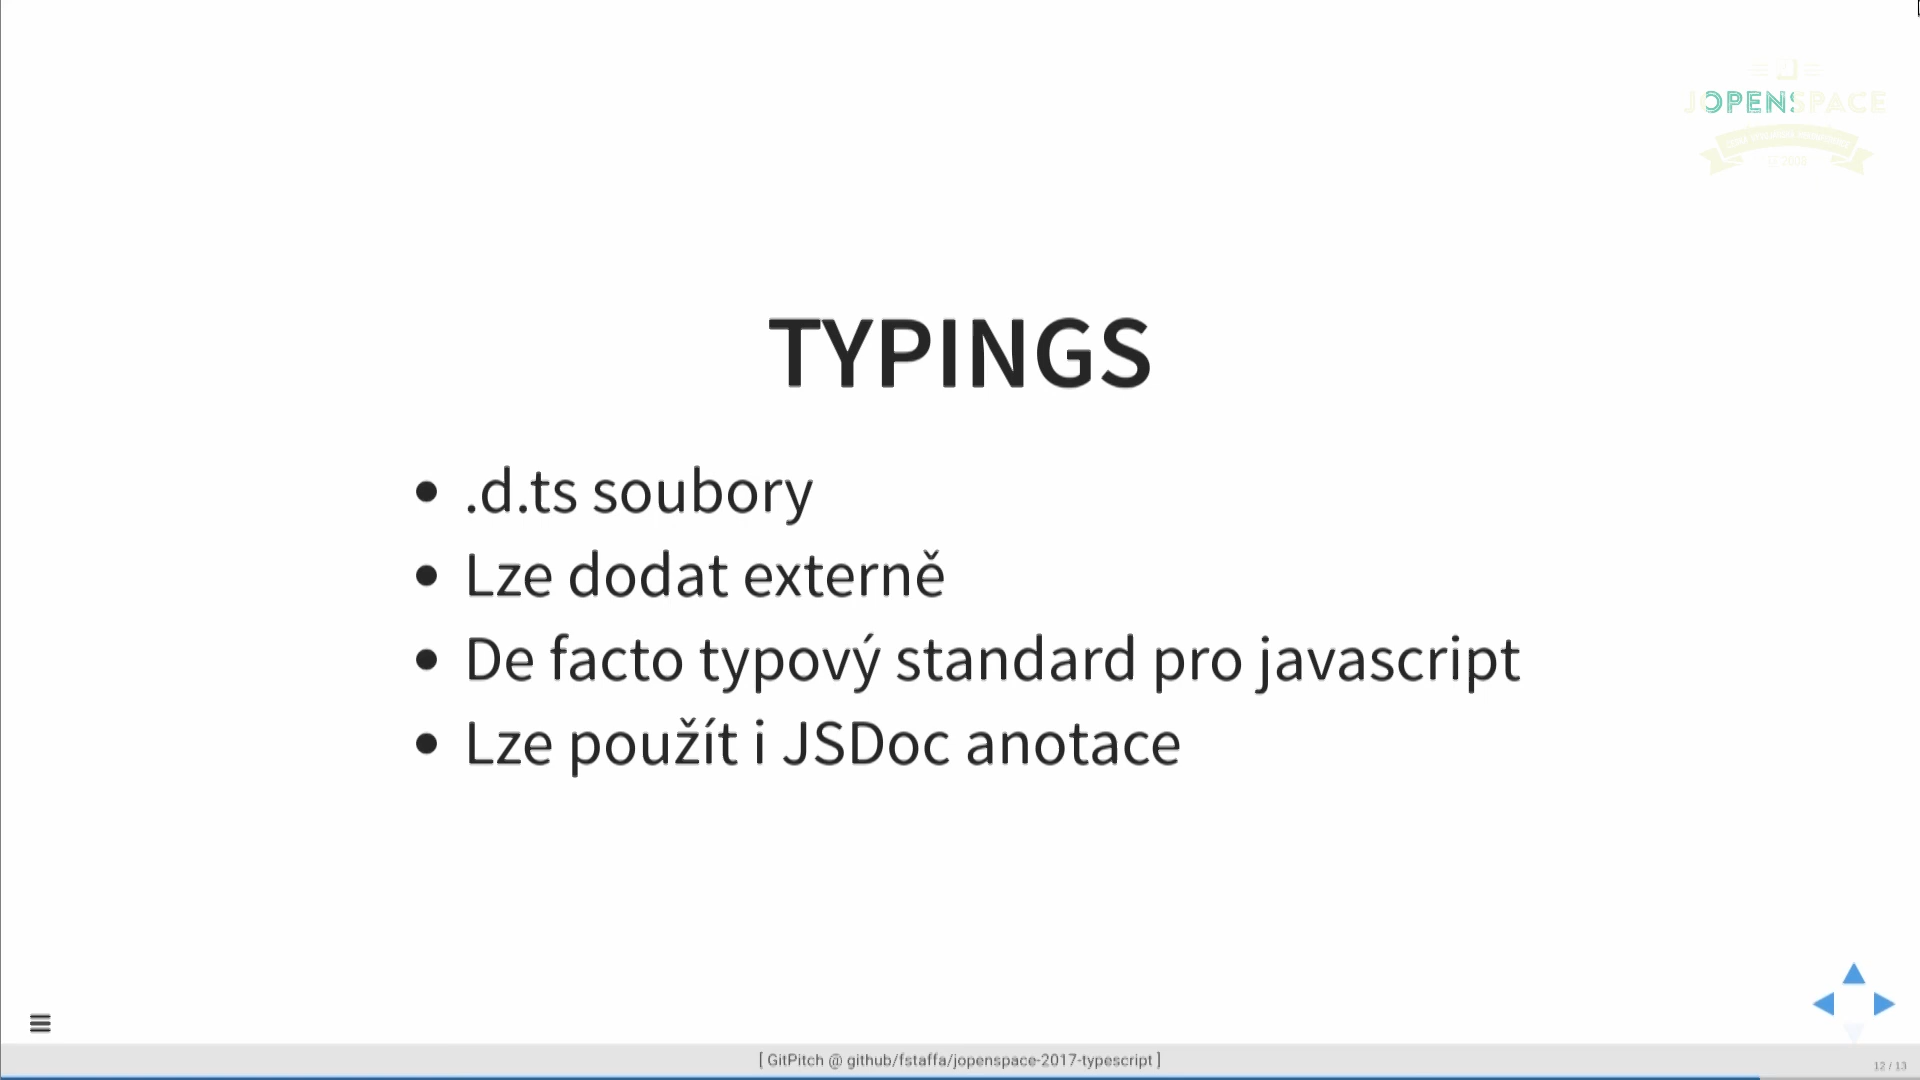 JOPENSPACE
TYPINGS
.d.ts soubory
Lze dodat externě
De facto typový standard pro javascript
Lze použít i JSDoc anotace
[ GitPitch @ github/fstaffa/jopenspace-2017-typescript ]
12 / 13